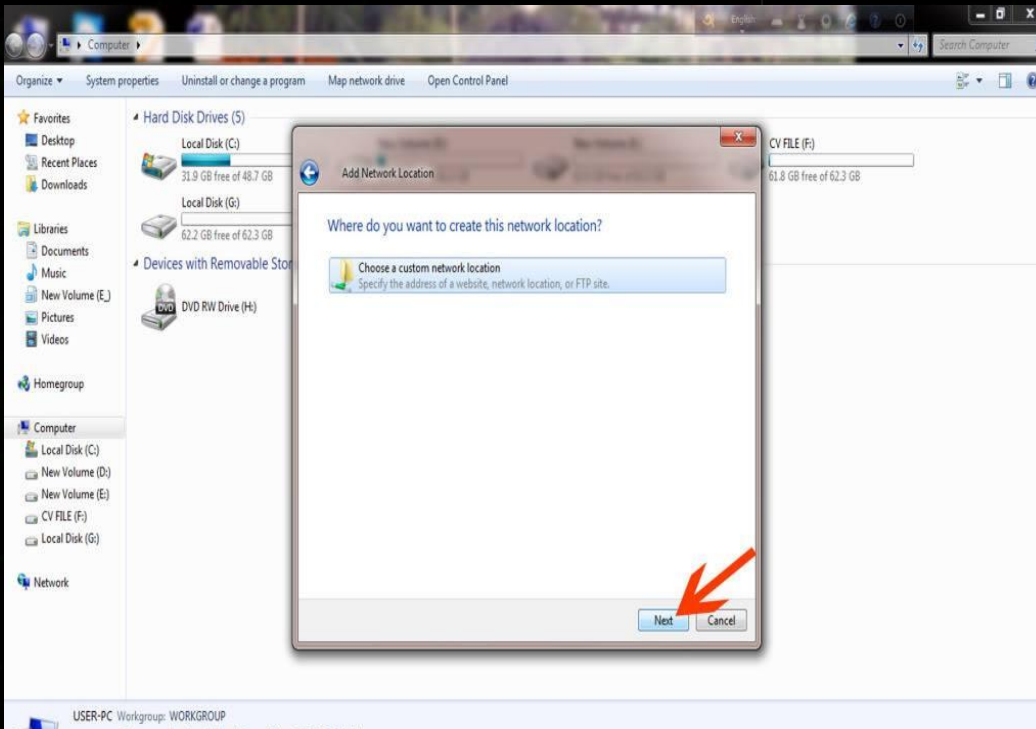 English
Computer
Search Computer
Organize
System properties
Uninstall or change a program
Map network drive
Open Control Panel
Favorites
Desktop
Recent Places
Downloads
Libraries
Documents
Music
New Volume (E_)
Pictures
Videos
Homegroup
Computer
Local Disk (C:)
New Volume (D:)
New Volume (E:)
CV FILE (F:)
Local Disk (G:)
Network
Hard Disk Drives (5)
Local Disk (C:)
31.9 GB free of 48.7 GB
Local Disk (G:)
62.2 GB free of 62.3 GB
Devices with Removable Stor
DVD
DVD RW Drive (H:)
CV FILE (F:)
61.8 GB free of 62.3 GB
Add Network Location
Where do you want to create this network location?
Choose a custom network location
Specify the address of a website, network location, or FTP site.
Next
Cancel
USER-PC Workgroup: WORKGROUP